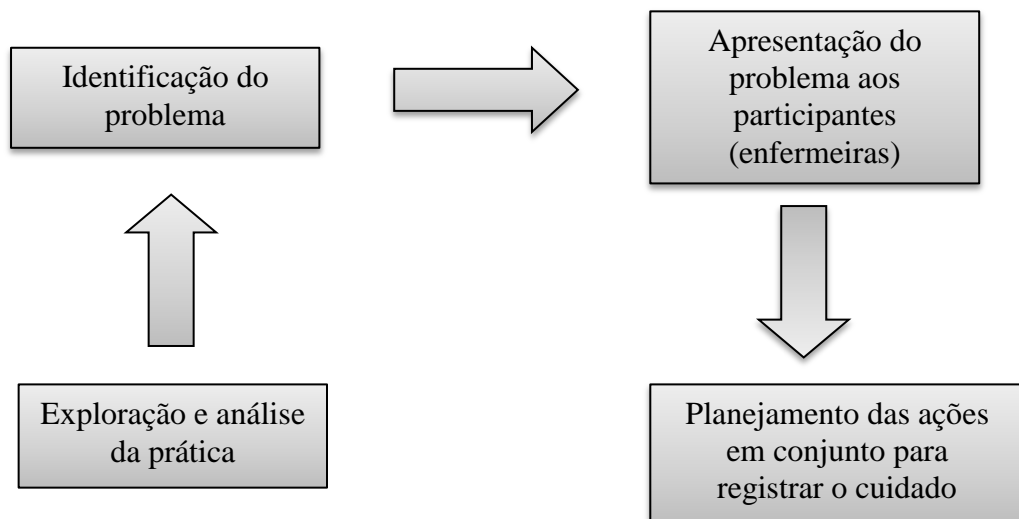 Identificação do
problema
Apresentação do
problema aos
participantes
(enfermeiras)
Exploração e análise
da prática
Planejamento das ações
em conjunto para
registrar o cuidado